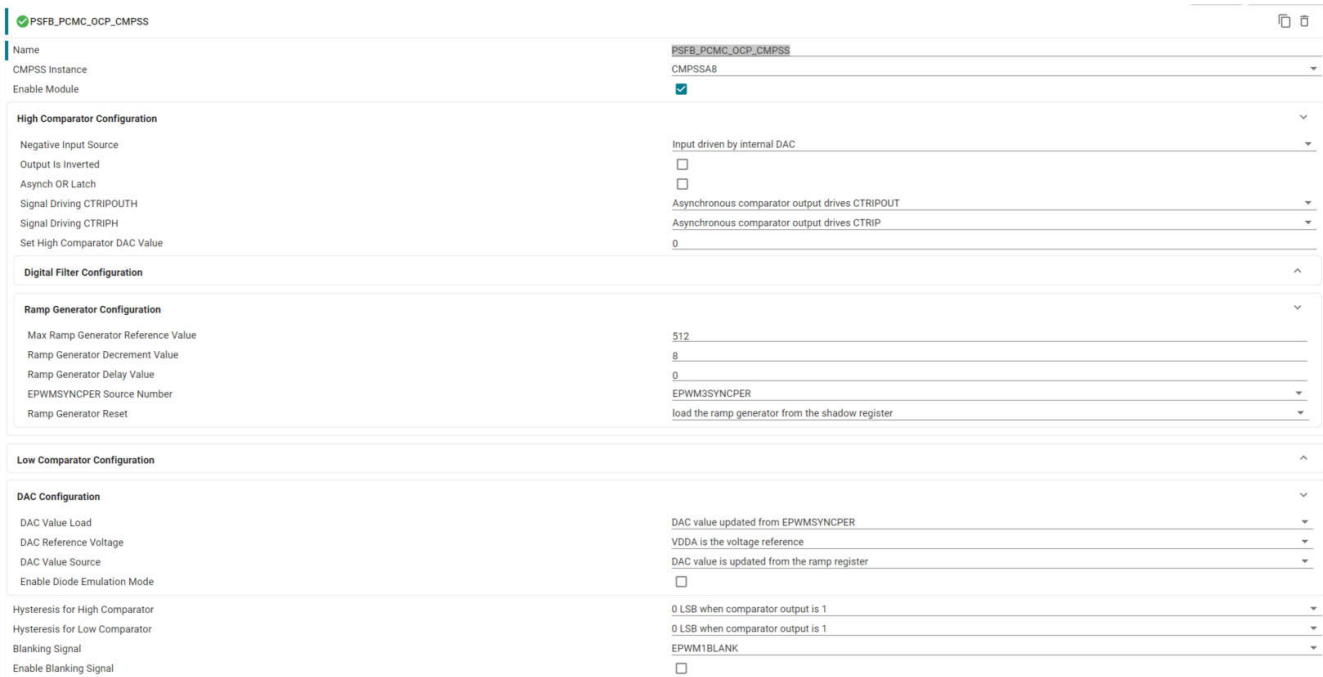 PSFB_PCMC_OCP_CMPSS
Name PSFB_PCMC_OCP_CMPSS
CMPSS Instance CMPSSA8
Enable Module
High Comparator Configuration
Negative Input Source Input driven by internal DAC
Output Is Inverted
Asynch OR Latch
Signal Driving CTRIPOUTH Asynchronous comparator output drives CTRIPOUT
Signal Driving CTRIPH Asynchronous comparator output drives CTRIP
Set High Comparator DAC Value 0
Digital Filter Configuration
Ramp Generator Configuration
Max Ramp Generator Reference Value 512
Ramp Generator Decrement Value 8
Ramp Generator Delay Value 0
EPWMSYNCPER Source Number EPWM3SYNCPER
Ramp Generator Reset load the ramp generator from the shadow register
Low Comparator Configuration
DAC Configuration
DAC Value Load DAC value updated from EPWMSYNCPER
DAC Reference Voltage VDDA is the voltage reference
DAC Value Source DAC value is updated from the ramp register
Enable Diode Emulation Mode
Hysteresis for High Comparator 0 LSB when comparator output is 1
Hysteresis for Low Comparator 0 LSB when comparator output is 1
Blanking Signal EPWM1BLANK
Enable Blanking Signal